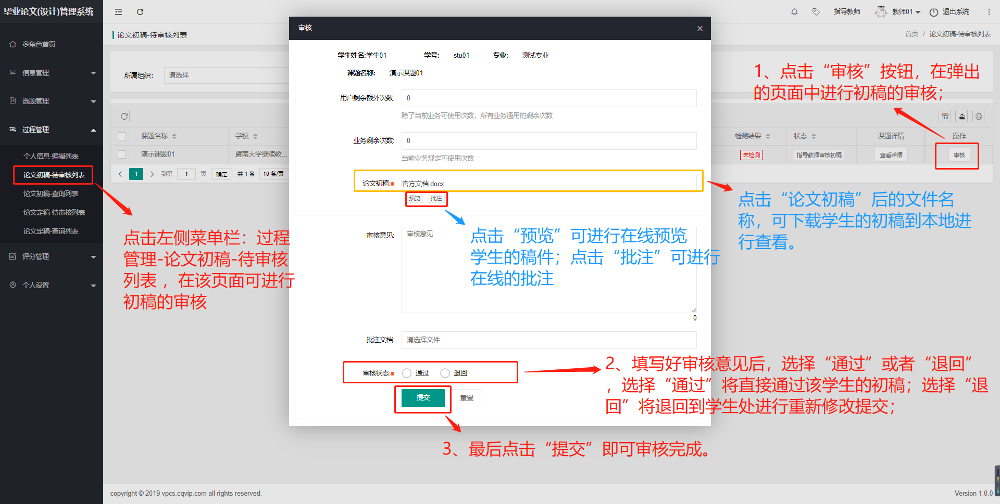 毕业论文(设计)管理系统
指导教师
教师01
退出系统
多角色首页
信息管理
选题管理
过程管理
个人信息-编辑列表
论文初稿-待审核列表
论文初稿-查询列表
论文定稿-待审核列表
论文定稿-查询列表
评分管理
个人设置
论文初稿-待审核列表
首页 / 论文初稿-待审核列表
所属组织：
请选择
课题名称
学校
检测结果
状态
课题详情
操作
演示课题01
暨南大学继续教...
未检测
指导教师审核初稿
查看详情
审核
1
到第
1
页
确定
共 1 条
10 条/页
审核
学生姓名:学生01
学号:
stu01
专业:
测试专业
课题名称:
演示课题01
用户剩余额外次数:
0
除了当前业务可使用次数，所有业务通用的剩余次数
业务剩余次数:
0
当前业务规定可使用次数
论文初稿:
官方文档.docx
预览
批注
审核意见:
审核意见
0
批注文档:
请选择文件
审核状态:
通过
退回
提交
重置
点击左侧菜单栏：过程
管理-论文初稿-待审核
列表 ，在该页面可进行
初稿的审核
1、点击“审核”按钮，在弹出
的页面中进行初稿的审核；
点击“论文初稿”后的文件名
称，可下载学生的初稿到本地进
行查看。
点击“预览”可进行在线预览
学生的稿件；点击“批注”可进行
在线的批注
2、填写好审核意见后，选择“通过”或者“退回”
，选择“通过”将直接通过该学生的初稿；选择“退
回”将退回到学生处进行重新修改提交；
3、最后点击“提交”即可审核完成。
copyright © 2019 vpcs.cqvip.com all rights reserved.
Version 1.0.0